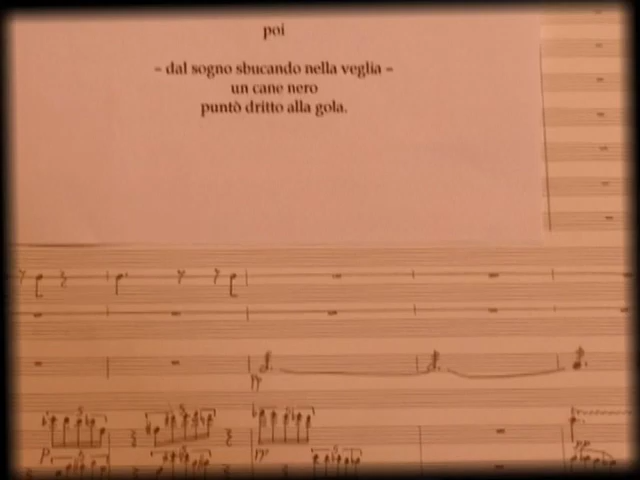 poi
– dal sogno sbucando nella veglia –
un cane nero
puntò dritto alla gola.